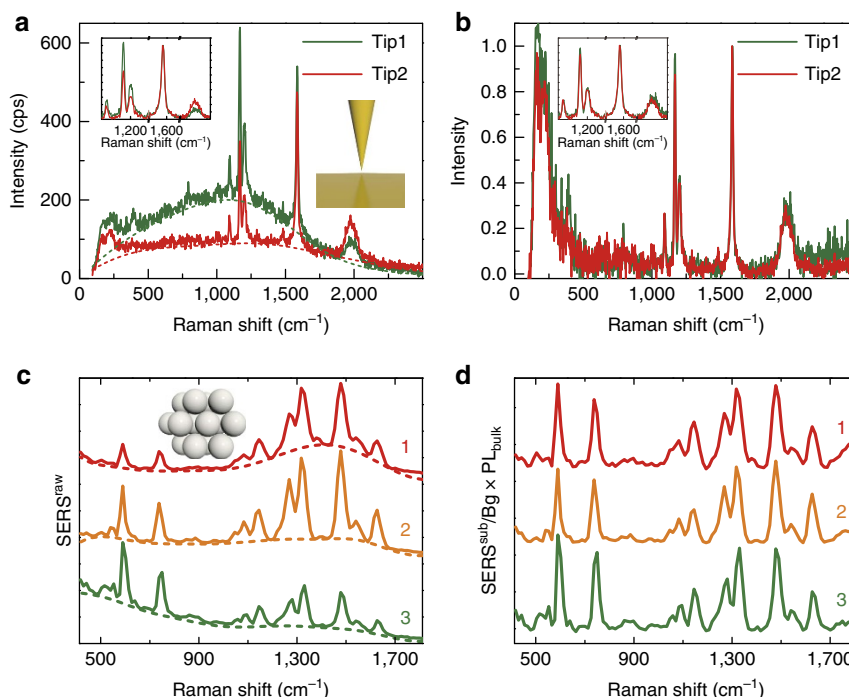 a
600
400
200
0
Intensity (cps)
0
500
1,000
1,500
2,000
Raman shift (cm⁻¹)
Tip1
Tip2
1,200
1,600
Raman shift (cm⁻¹)
b
1.0
0.8
0.6
0.4
0.2
0.0
Intensity
0
500
1,000
1,500
2,000
Raman shift (cm⁻¹)
Tip1
Tip2
1,200
1,600
Raman shift (cm⁻¹)
c
SERSʳᵃʷ
1
2
3
500
900
1,300
1,700
Raman shift (cm⁻¹)
d
SERSˢᵘᵇ/Bg × PL_bulk
1
2
3
500
900
1,300
1,700
Raman shift (cm⁻¹)